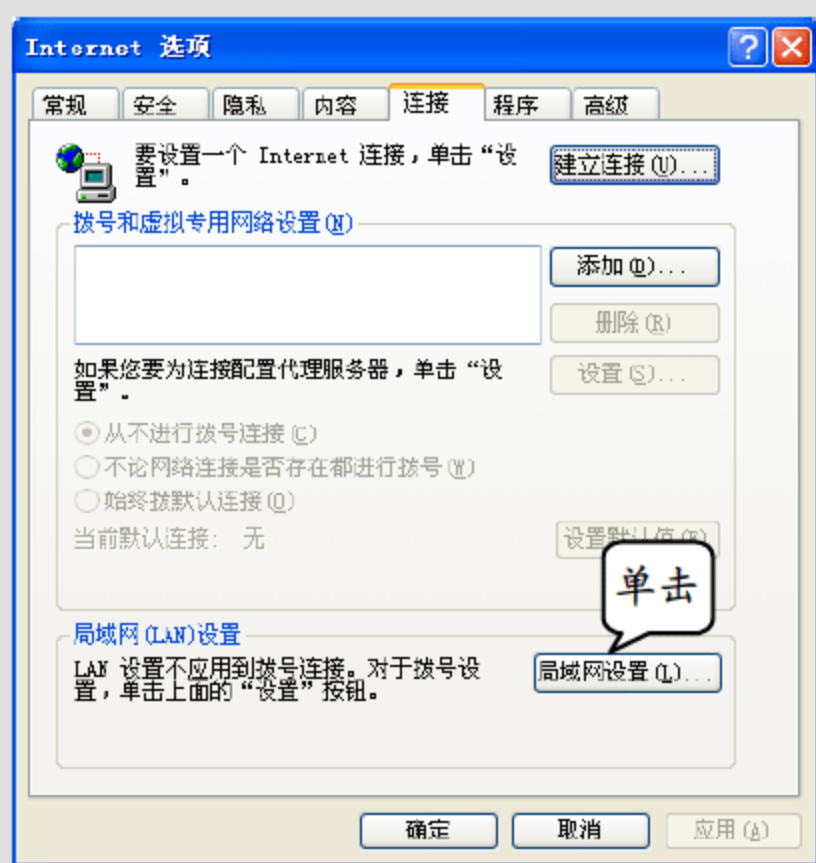 Internet 选项
常规 安全 隐私 内容 连接 程序 高级
要设置一个 Internet 连接，单击“设
置”。
建立连接(U)...
拨号和虚拟专用网络设置(N)
添加(D)...
删除(R)
如果您要为连接配置代理服务器，单击“设
置”。
设置(S)...
从不进行拨号连接(C)
不论网络连接是否存在都进行拨号(W)
始终拨默认连接(O)
当前默认连接： 无
设置默认值(E)
单击
局域网(LAN)设置
LAN 设置不应用到拨号连接。对于拨号设
置，单击上面的“设置”按钮。
局域网设置(L)...
确定 取消 应用(A)